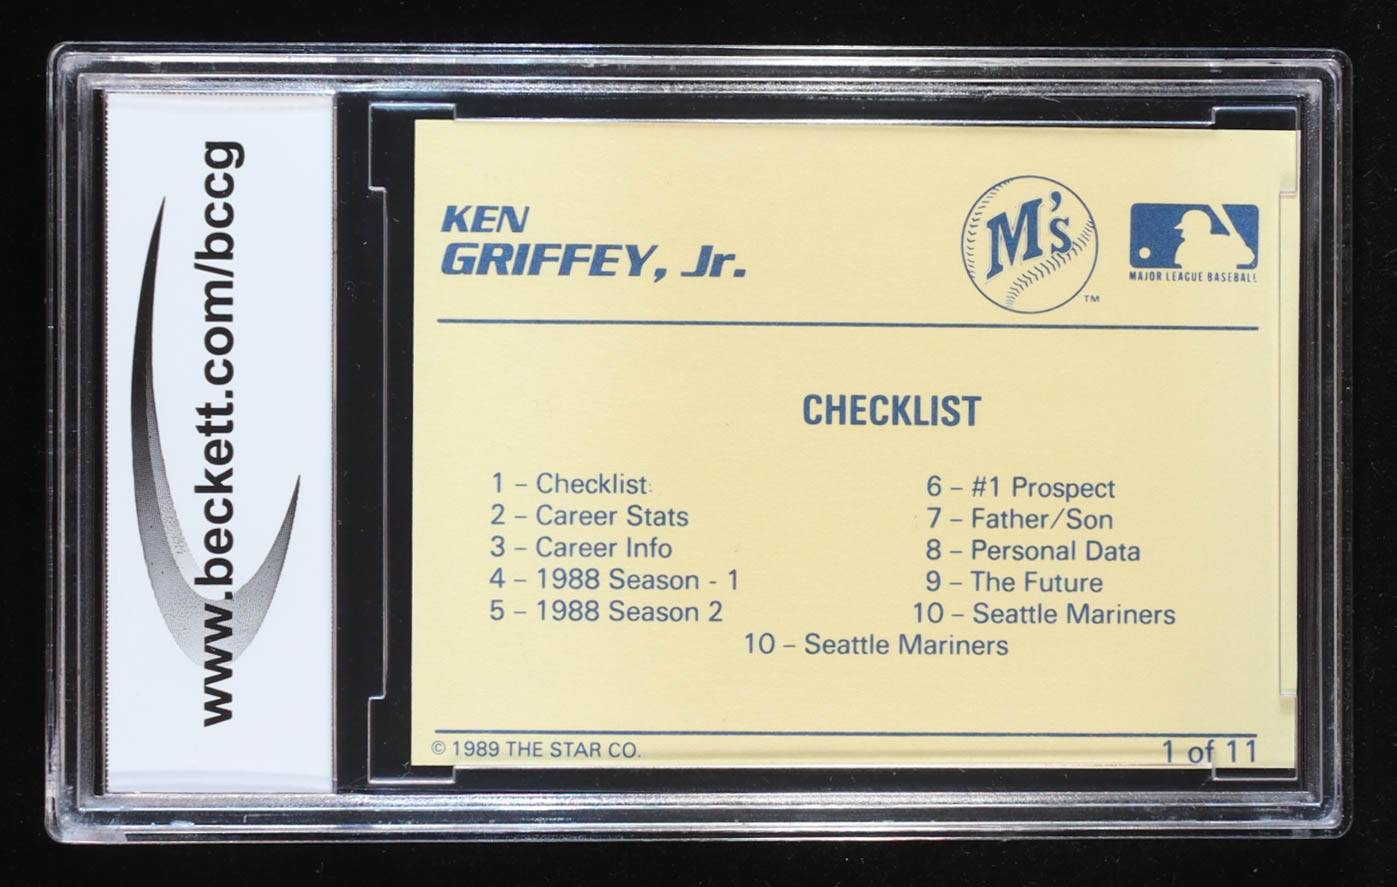 www.beckett.com/bccg
KEN
GRIFFEY, Jr.
M's
TM
MAJOR LEAGUE BASEBALL
CHECKLIST
1 – Checklist
2 – Career Stats
3 – Career Info
4 – 1988 Season - 1
5 – 1988 Season 2
6 – #1 Prospect
7 – Father/Son
8 – Personal Data
9 – The Future
10 – Seattle Mariners
10 – Seattle Mariners
© 1989 THE STAR CO.
1 of 11